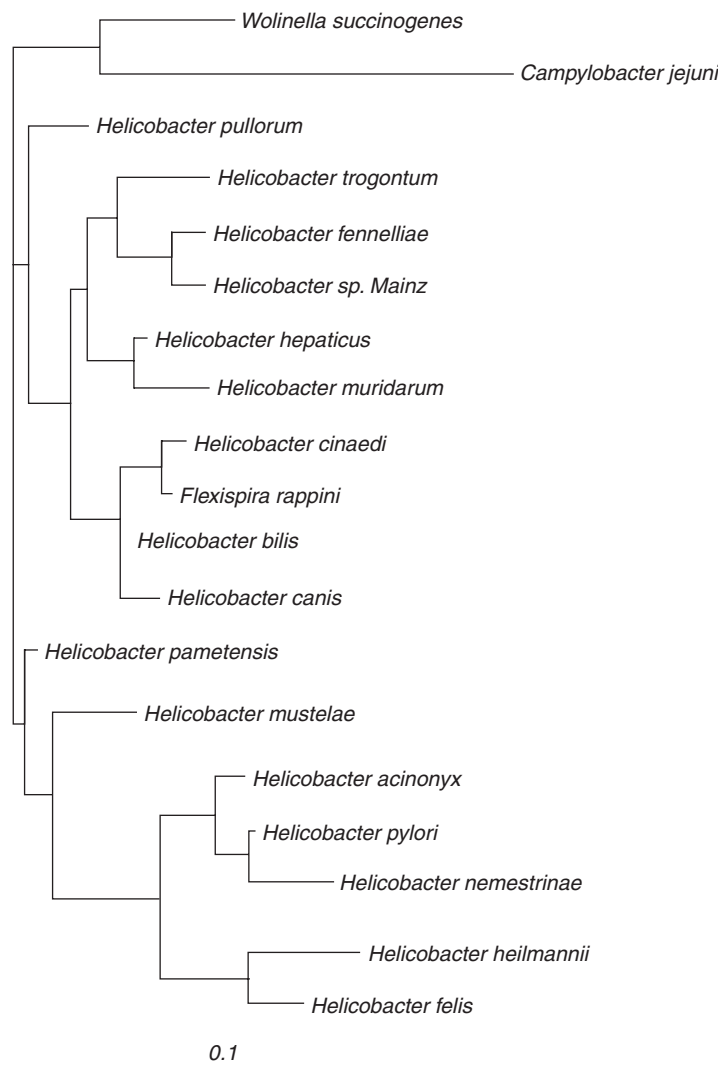 Wolinella succinogenes
Campylobacter jejuni
Helicobacter pullorum
Helicobacter trogontum
Helicobacter fennelliae
Helicobacter sp. Mainz
Helicobacter hepaticus
Helicobacter muridarum
Helicobacter cinaedi
Flexispira rappini
Helicobacter bilis
Helicobacter canis
Helicobacter pametensis
Helicobacter mustelae
Helicobacter acinonyx
Helicobacter pylori
Helicobacter nemestrinae
Helicobacter heilmannii
Helicobacter felis
0.1